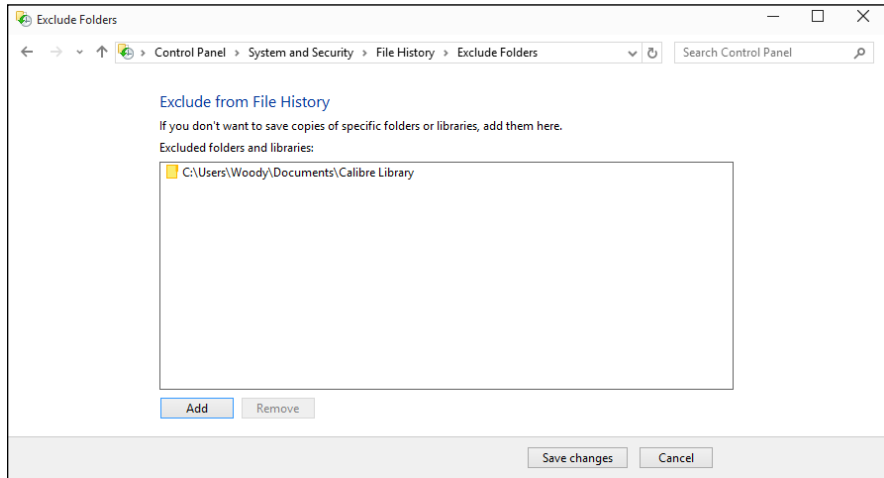 Exclude Folders
Control Panel > System and Security > File History > Exclude Folders
Search Control Panel
Exclude from File History
If you don't want to save copies of specific folders or libraries, add them here.
Excluded folders and libraries:
C:\Users\Woody\Documents\Calibre Library
Add Remove
Save changes Cancel